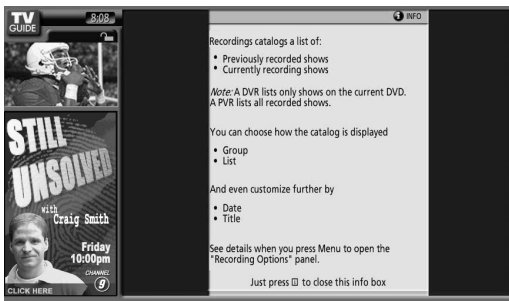 TV
GUIDE
8:08
INFO
Recordings catalogs a list of:
• Previously recorded shows
• Currently recording shows
Note: A DVR lists only shows on the current DVD.
A PVR lists all recorded shows.
You can choose how the catalog is displayed
• Group
• List
And even customize further by
• Date
• Title
See details when you press Menu to open the
"Recording Options" panel.
Just press i to close this info box
STILL
UNSOLVED
with
Craig Smith
Friday
10:00pm
CHANNEL
9
CLICK HERE